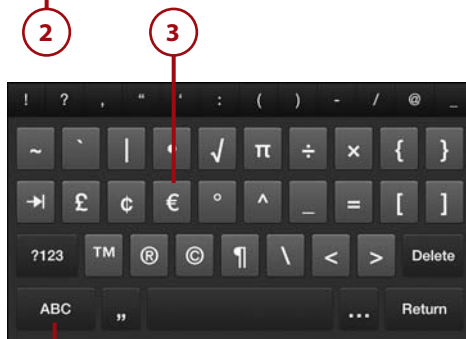 2 3
! ? , “ ‘ : ( ) - / @ _
~ ` | • √ π ÷ × { }
£ ¢ € ° ^ _ = [ ]
?123 ™ ® © ¶ \ < > Delete
ABC „ ... Return